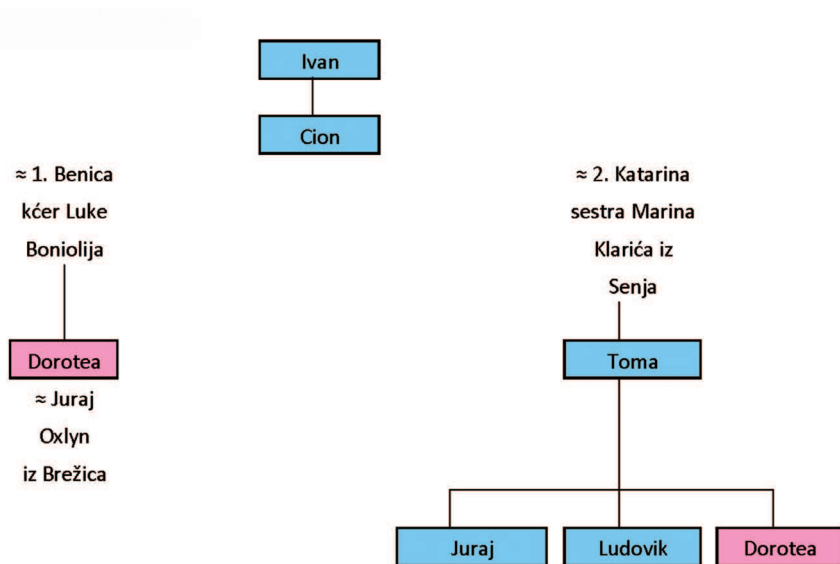 Ivan
Cion
≈ 1. Benica
kćer Luke
Boniolija
≈ 2. Katarina
sestra Marina
Klarića iz
Senja
Dorotea
≈ Juraj
Oxlyn
iz Brežica
Toma
Juraj
Ludovik
Dorotea